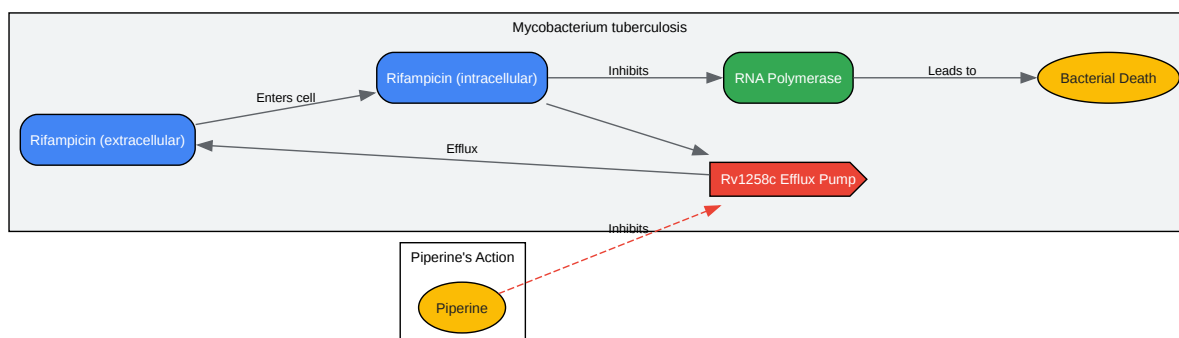 Mycobacterium tuberculosis
Rifampicin (intracellular)
Inhibits
RNA Polymerase
Leads to
Bacterial Death
Enters cell
Rifampicin (extracellular)
Efflux
Rv1258c Efflux Pump
Inhibits
Piperine's Action
Piperine